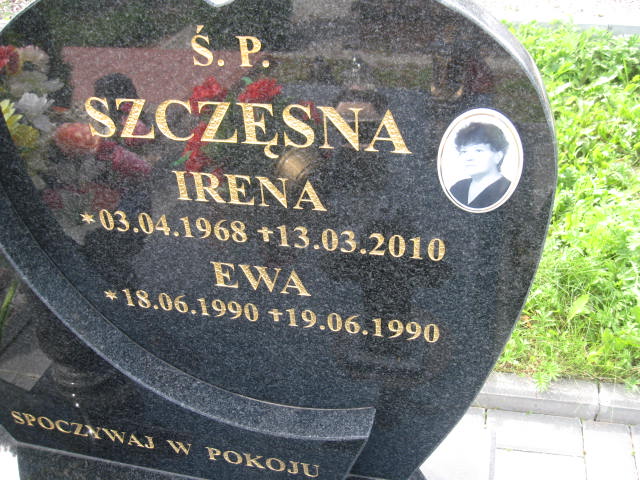 Ś. P.
SZCZĘSNA
IRENA
*03.04.1968 †13.03.2010
EWA
*18.06.1990 †19.06.1990
SPOCZYWAJ W POKOJU